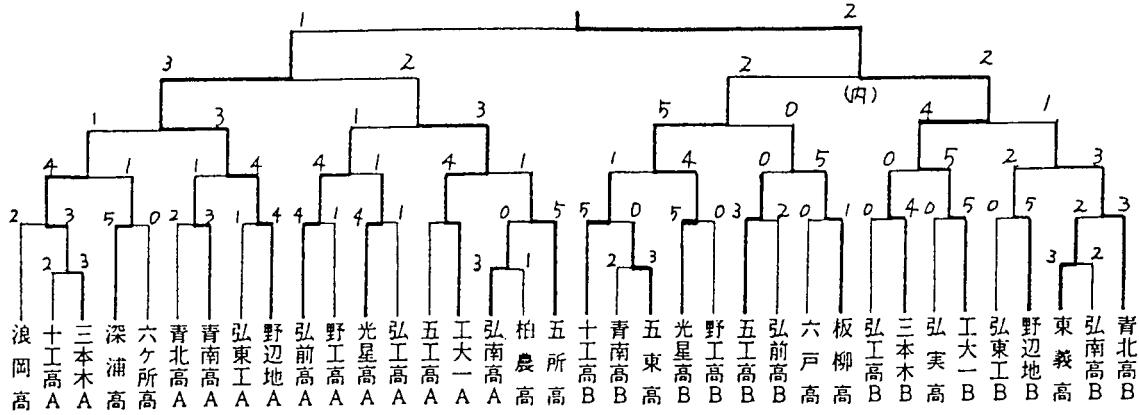 1 2
3 2 2 (内) 2
1 3 1 3 5 0 4 1
4 1 1 4 4 1 4 1 1 4 0 5 0 5 2 3
2 3 5 0 2 3 1 4 4 1 4 1 0 5 5 0 5 0 3 2 0 1 0 4 0 5 0 5 2 3
2 3 3 1 2 3 3 2
浪岡高
十工高A
三本木A
深浦高
六ケ所高
青北高A
青南高A
弘東工A
野辺地A
弘前高A
野工高A
光星高A
弘工高A
五工高A
工大一A
弘南高A
柏農高
五所高
十工高B
青南高B
五東高
光星高B
野工高B
五工高B
弘前高B
六戸高
板柳高
弘工高B
三本木B
弘実高
工大一B
弘東工B
野辺地B
東義高
弘南高B
青北高B